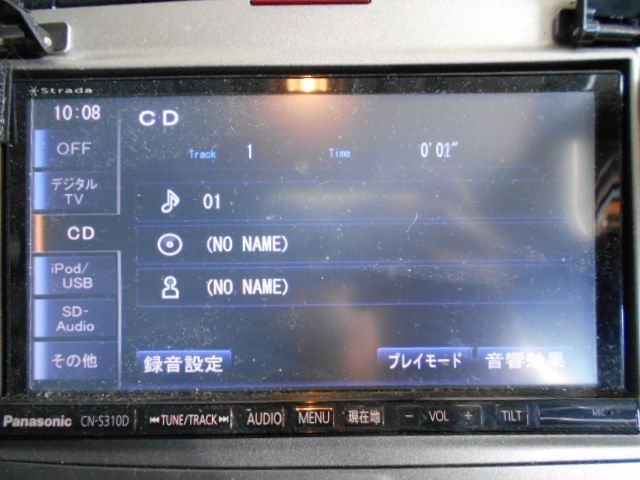 Strada
10:08
CD
OFF
Track 1 Time 0'01"
デジタル
TV
01
CD
(NO NAME)
iPod/
USB
(NO NAME)
SD-
Audio
その他
録音設定
プレイモード
音響効果
Panasonic CN-S310D TUNE/TRACK AUDIO MENU 現在地 − VOL + TILT MIC